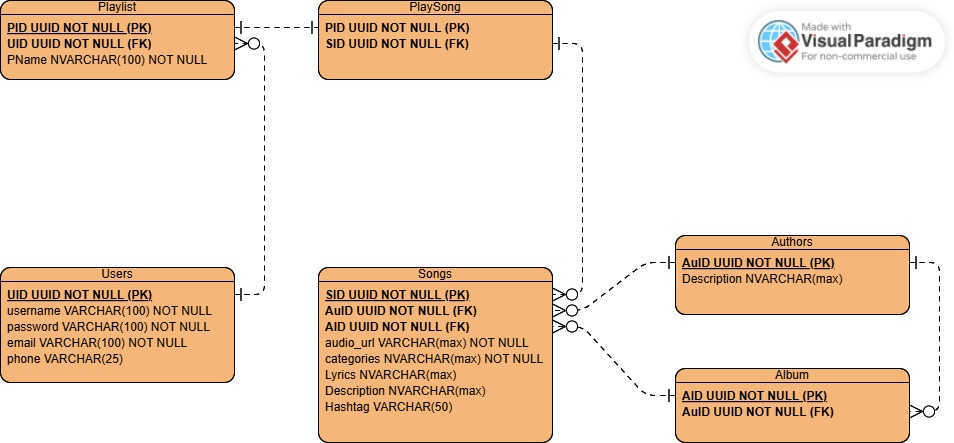 Playlist
PID UUID NOT NULL (PK)
UID UUID NOT NULL (FK)
PName NVARCHAR(100) NOT NULL
PlaySong
PID UUID NOT NULL (PK)
SID UUID NOT NULL (FK)
Made with
VisualParadigm
For non-commercial use
Users
UID UUID NOT NULL (PK)
username VARCHAR(100) NOT NULL
password VARCHAR(100) NOT NULL
email VARCHAR(100) NOT NULL
phone VARCHAR(25)
Songs
SID UUID NOT NULL (PK)
AuID UUID NOT NULL (FK)
AID UUID NOT NULL (FK)
audio_url VARCHAR(max) NOT NULL
categories NVARCHAR(max) NOT NULL
Lyrics NVARCHAR(max)
Description NVARCHAR(max)
Hashtag VARCHAR(50)
Authors
AuID UUID NOT NULL (PK)
Description NVARCHAR(max)
Album
AID UUID NOT NULL (PK)
AuID UUID NOT NULL (FK)